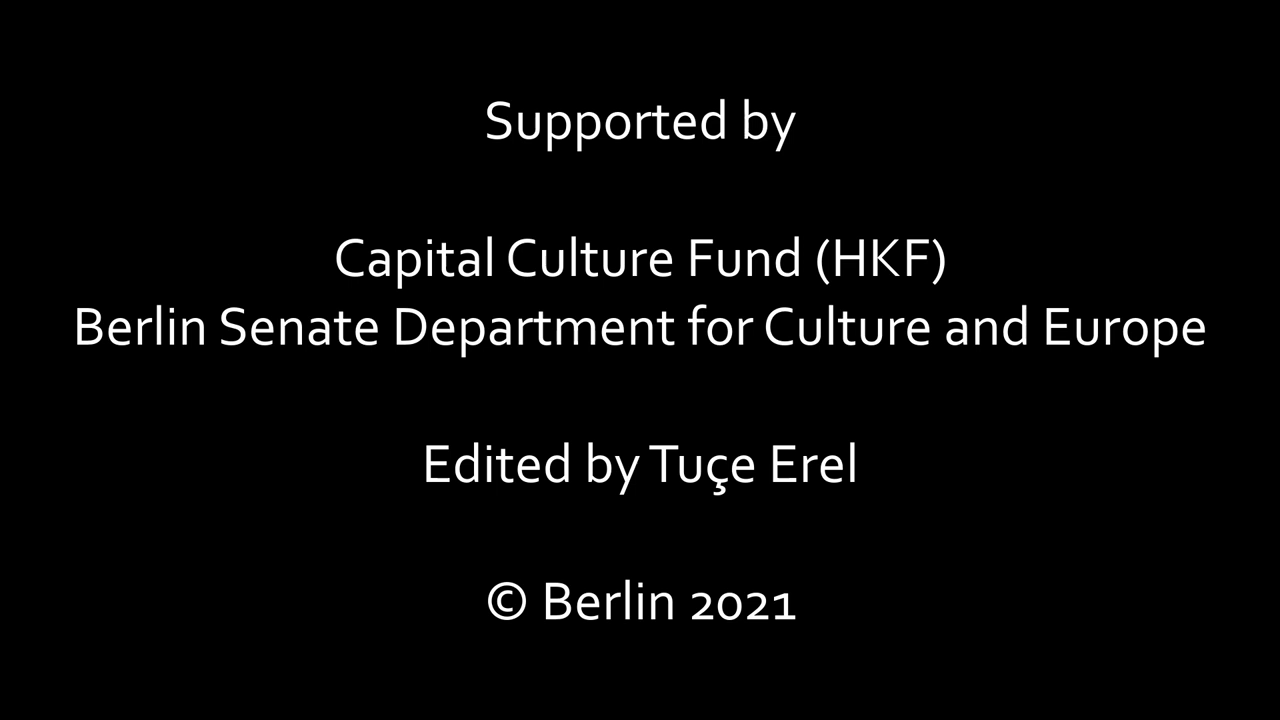 Supported by
Capital Culture Fund (HKF)
Berlin Senate Department for Culture and Europe
Edited by Tuçe Erel
© Berlin 2021